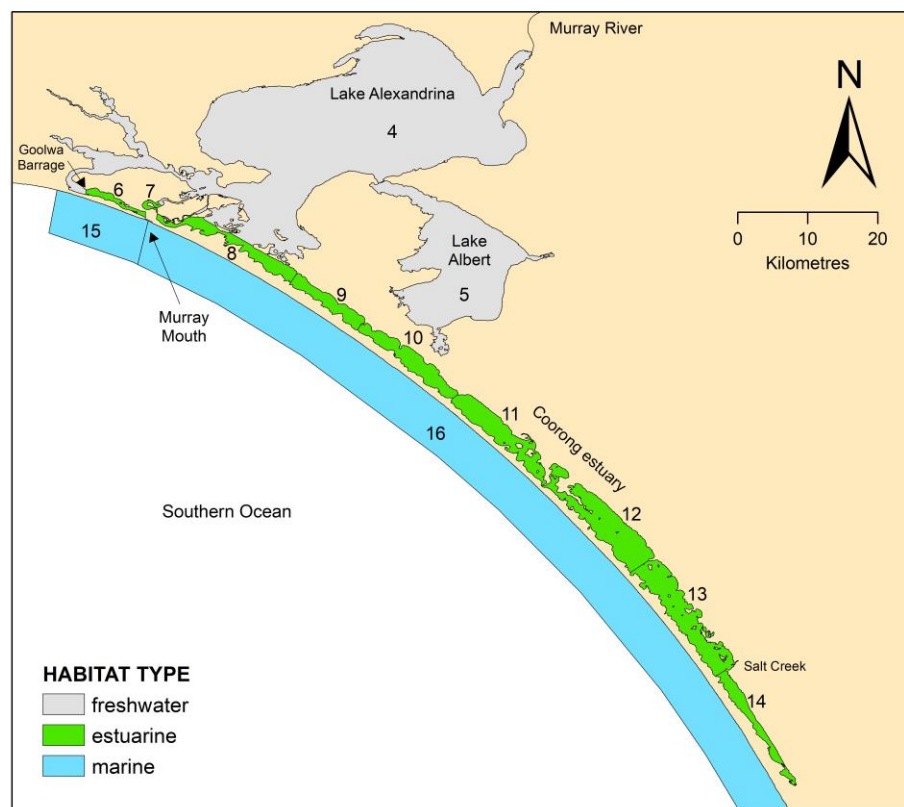 Murray River
Lake Alexandrina
4
N
Goolwa
Barrage
6
7
15
8
Lake
Albert
5
0 10 20
Kilometres
Murray
Mouth
9
10
16
11
Coorong estuary
Southern Ocean
12
13
Salt Creek
14
HABITAT TYPE
freshwater
estuarine
marine